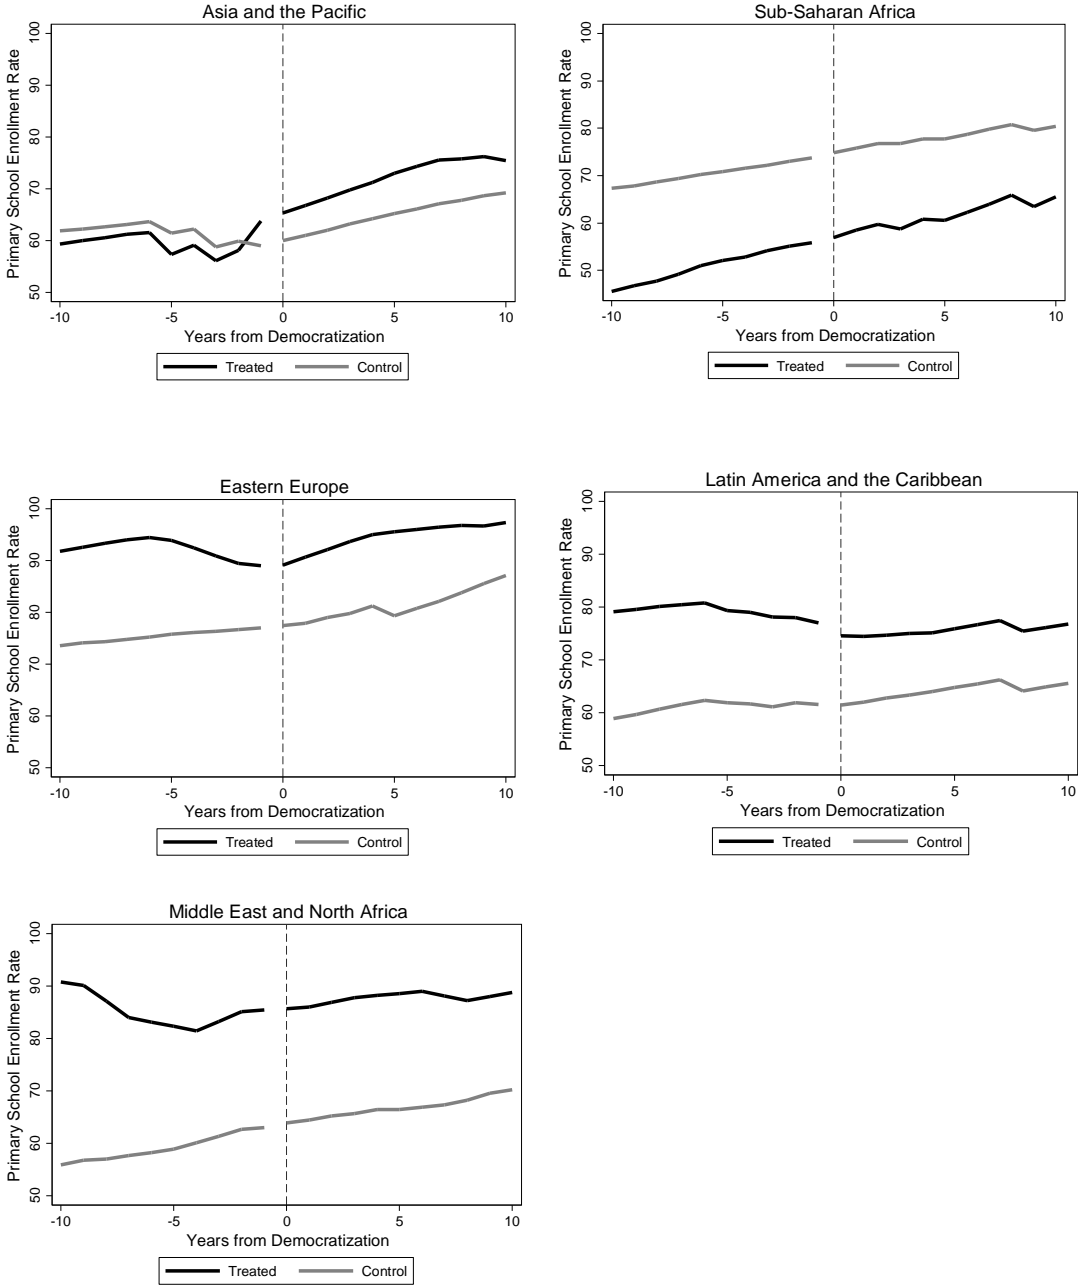 Asia and the Pacific
Primary School Enrollment Rate
100
90
80
70
60
50
-10 -5 0 5 10
Years from Democratization
Treated Control
Sub-Saharan Africa
Primary School Enrollment Rate
100
90
80
70
60
50
-10 -5 0 5 10
Years from Democratization
Treated Control
Eastern Europe
Primary School Enrollment Rate
100
90
80
70
60
50
-10 -5 0 5 10
Years from Democratization
Treated Control
Latin America and the Caribbean
Primary School Enrollment Rate
100
90
80
70
60
50
-10 -5 0 5 10
Years from Democratization
Treated Control
Middle East and North Africa
Primary School Enrollment Rate
100
90
80
70
60
50
-10 -5 0 5 10
Years from Democratization
Treated Control